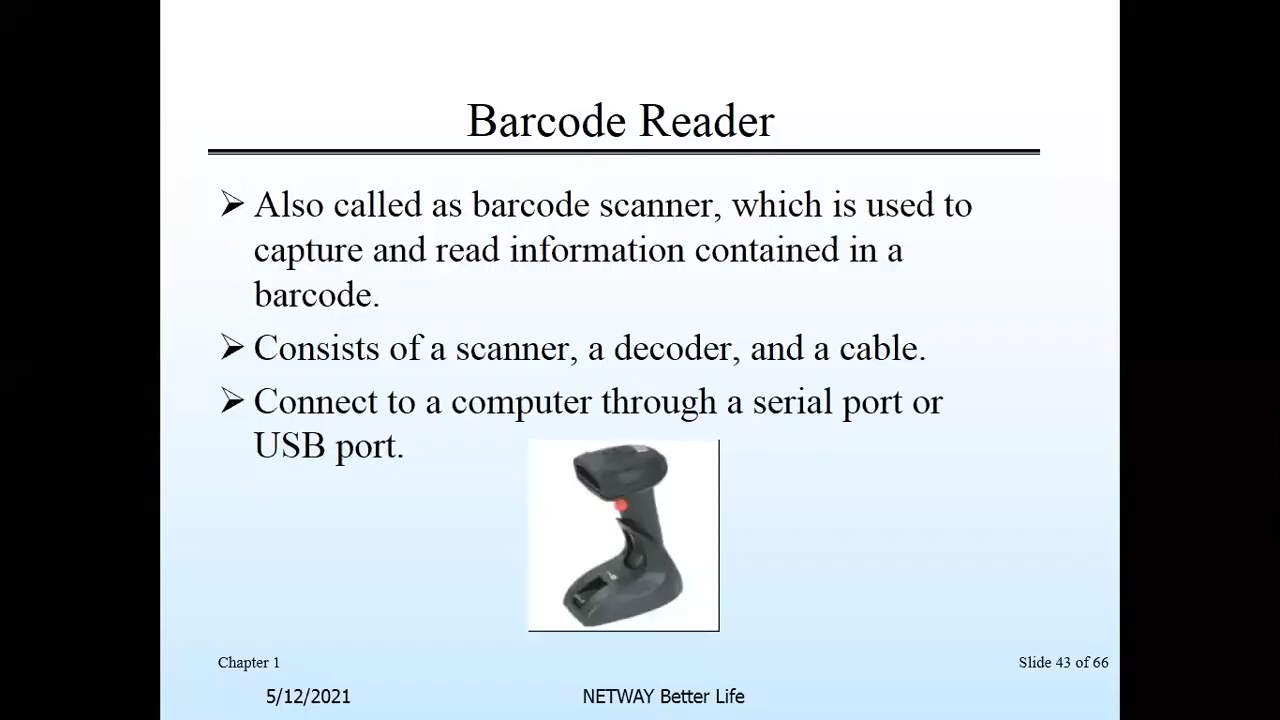 Barcode Reader
Also called as barcode scanner, which is used to
capture and read information contained in a
barcode.
Consists of a scanner, a decoder, and a cable.
Connect to a computer through a serial port or
USB port.
Chapter 1
Slide 43 of 66
5/12/2021
NETWAY Better Life